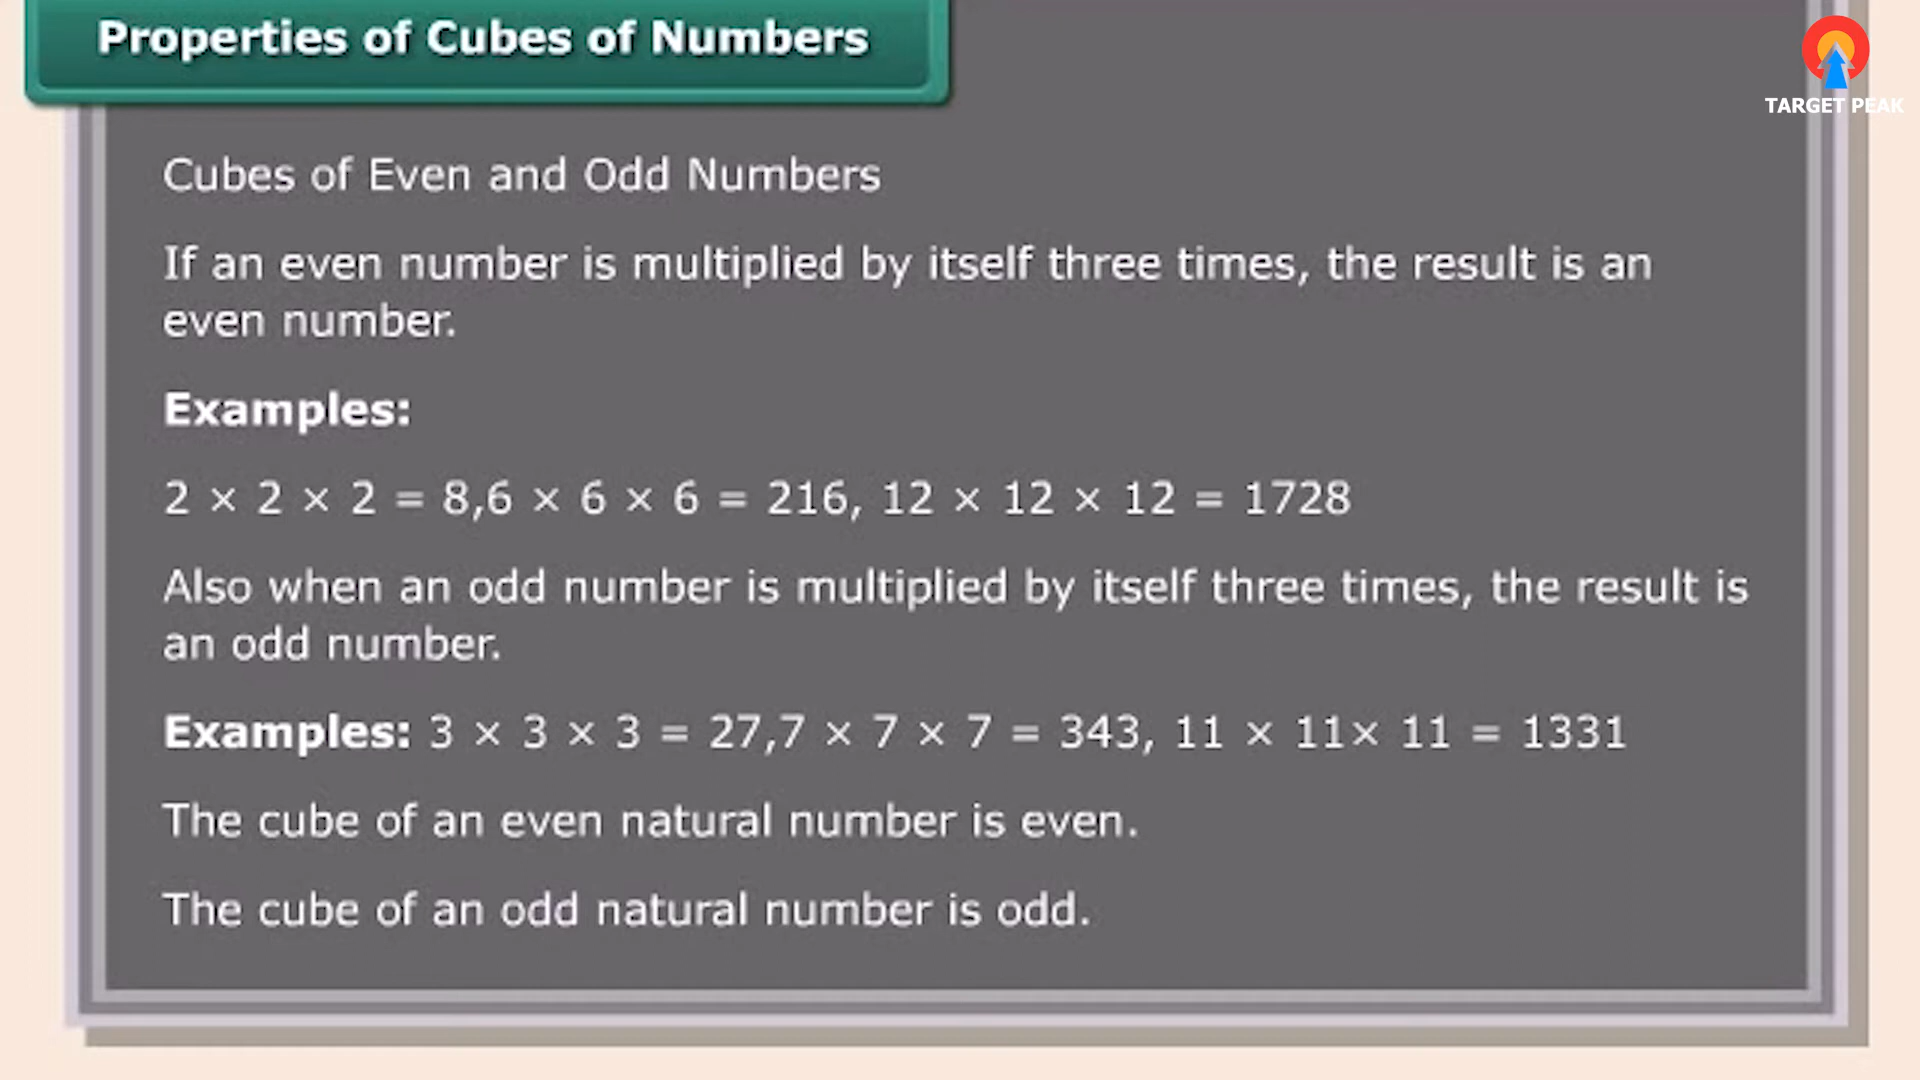 Properties of Cubes of Numbers
TARGET PEAK
Cubes of Even and Odd Numbers
If an even number is multiplied by itself three times, the result is an
even number.
Examples:
2 × 2 × 2 = 8,6 × 6 × 6 = 216, 12 × 12 × 12 = 1728
Also when an odd number is multiplied by itself three times, the result is
an odd number.
Examples: 3 × 3 × 3 = 27,7 × 7 × 7 = 343, 11 × 11× 11 = 1331
The cube of an even natural number is even.
The cube of an odd natural number is odd.